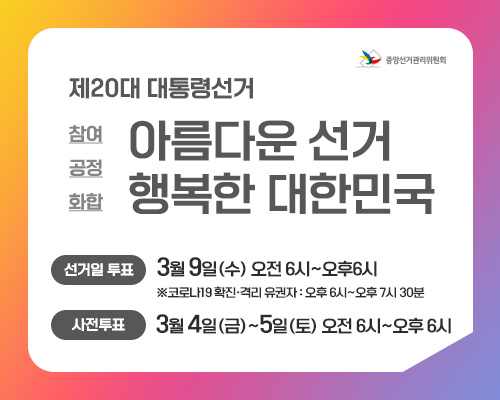 중앙선거관리위원회
제20대 대통령선거
참여
공정
화합
아름다운 선거
행복한 대한민국
선거일 투표 3월 9일(수) 오전 6시~오후6시
※코로나19 확진·격리 유권자 : 오후 6시~오후 7시 30분
사전투표 3월 4일(금)~5일(토) 오전 6시~오후 6시